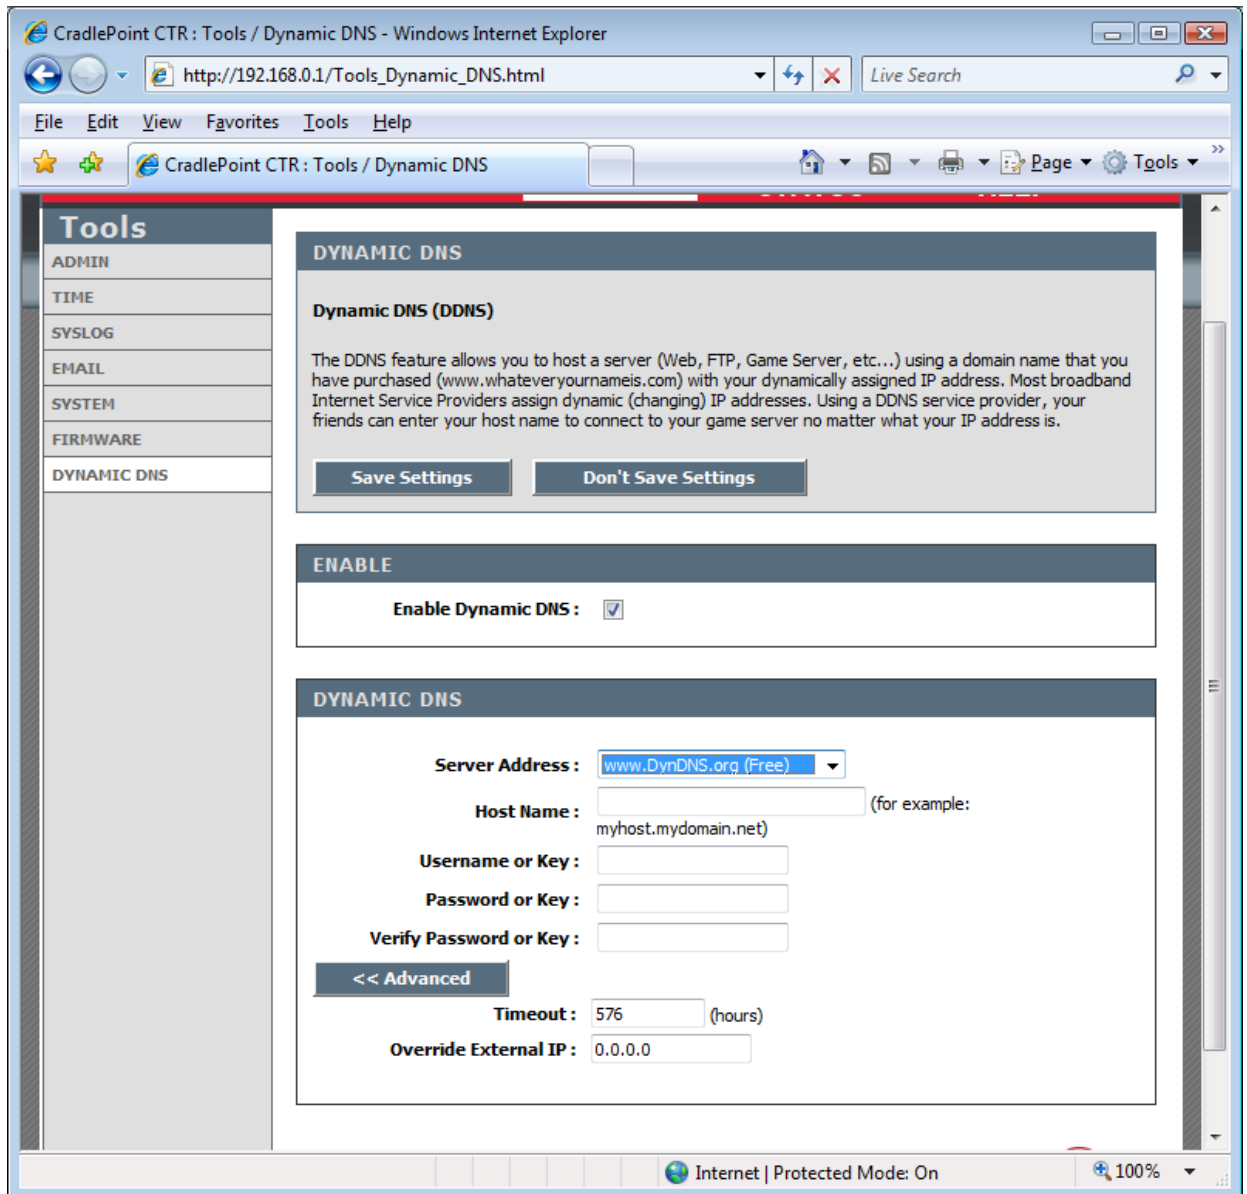 CradlePoint CTR : Tools / Dynamic DNS - Windows Internet Explorer
http://192.168.0.1/Tools_Dynamic_DNS.html
Live Search
File Edit View Favorites Tools Help
CradlePoint CTR : Tools / Dynamic DNS
Page Tools
Tools
ADMIN
TIME
SYSLOG
EMAIL
SYSTEM
FIRMWARE
DYNAMIC DNS
DYNAMIC DNS
Dynamic DNS (DDNS)
The DDNS feature allows you to host a server (Web, FTP, Game Server, etc...) using a domain name that you
have purchased (www.whateveryournameis.com) with your dynamically assigned IP address. Most broadband
Internet Service Providers assign dynamic (changing) IP addresses. Using a DDNS service provider, your
friends can enter your host name to connect to your game server no matter what your IP address is.
Save Settings Don't Save Settings
ENABLE
Enable Dynamic DNS :
DYNAMIC DNS
Server Address : www.DynDNS.org (Free)
Host Name : (for example:
myhost.mydomain.net)
Username or Key :
Password or Key :
Verify Password or Key :
<< Advanced
Timeout : 576 (hours)
Override External IP : 0.0.0.0
Internet | Protected Mode: On 100%